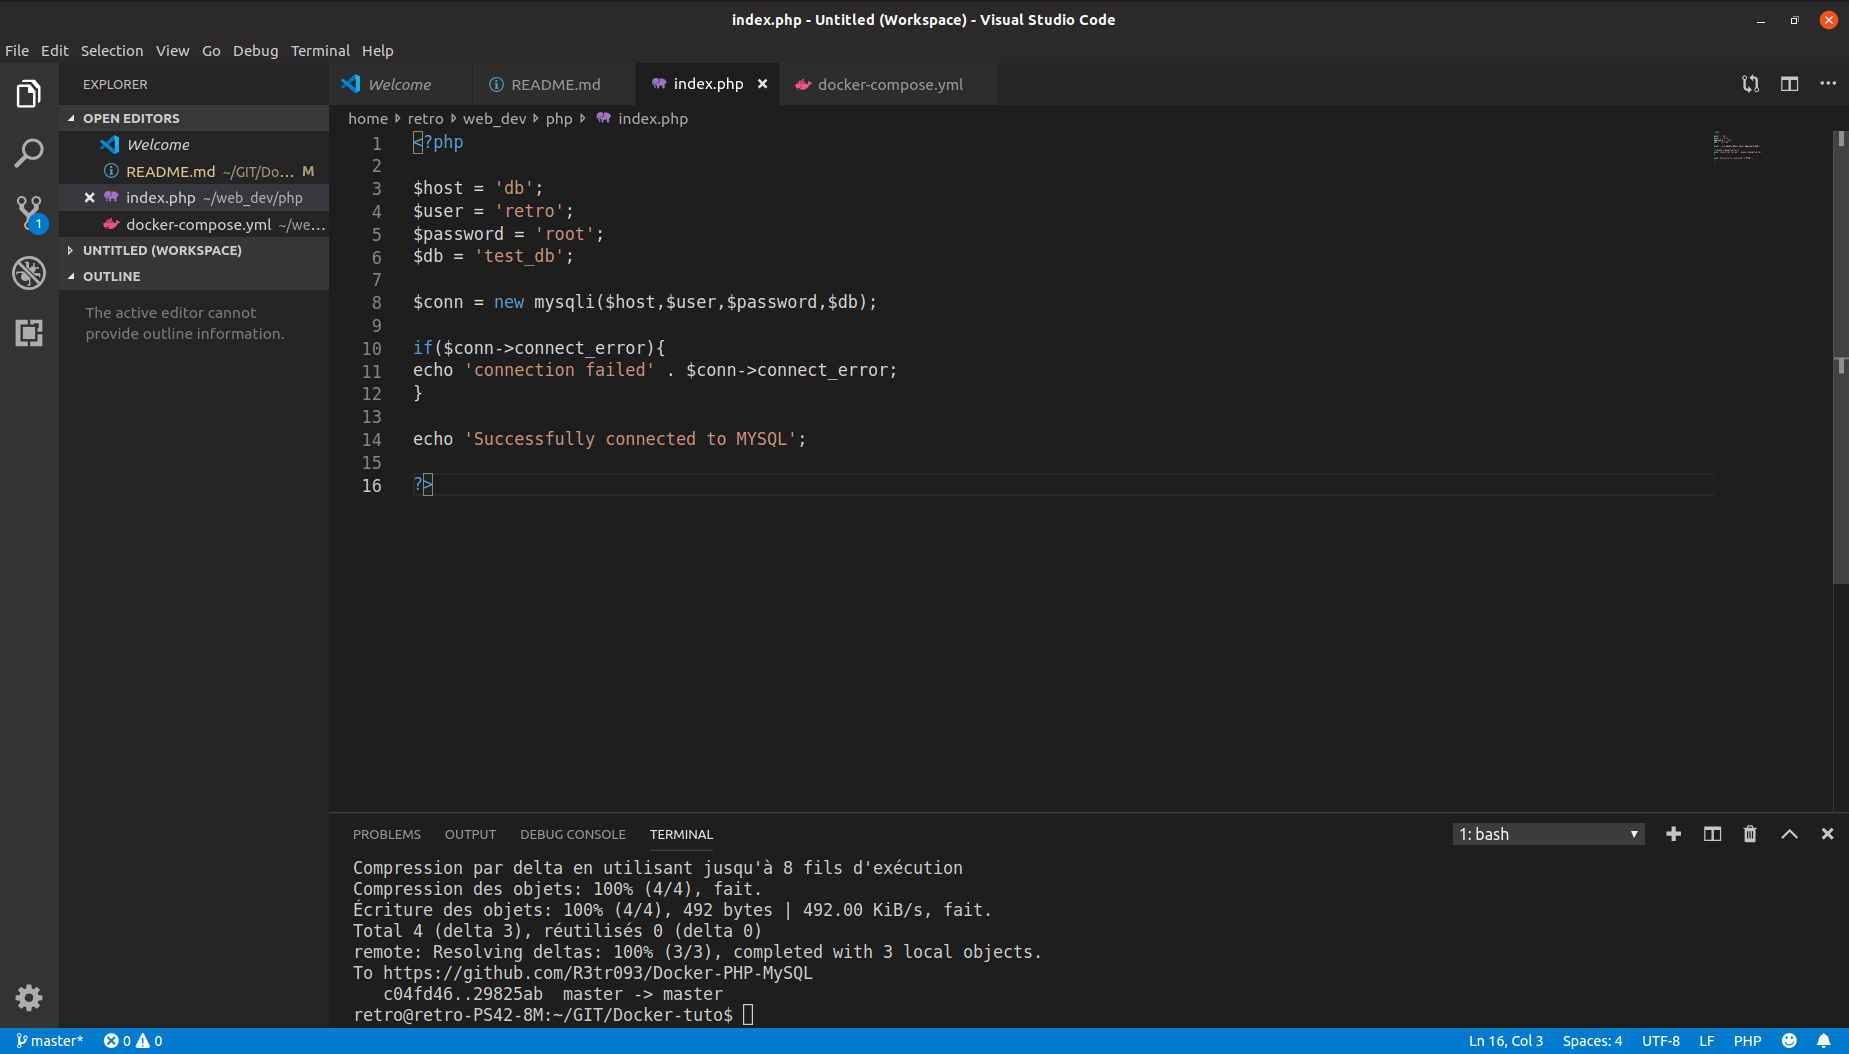 index.php - Untitled (Workspace) - Visual Studio Code
File Edit Selection View Go Debug Terminal Help
EXPLORER
OPEN EDITORS
Welcome
README.md ~/GIT/Do... M
index.php ~/web_dev/php
docker-compose.yml ~/we...
UNTITLED (WORKSPACE)
OUTLINE
The active editor cannot
provide outline information.
1
Welcome README.md index.php docker-compose.yml
home retro web_dev php index.php
1 <?php
2
3 $host = 'db';
4 $user = 'retro';
5 $password = 'root';
6 $db = 'test_db';
7
8 $conn = new mysqli($host,$user,$password,$db);
9
10 if($conn->connect_error){
11 echo 'connection failed' . $conn->connect_error;
12 }
13
14 echo 'Successfully connected to MYSQL';
15
16 ?>
PROBLEMS OUTPUT DEBUG CONSOLE TERMINAL 1: bash
Compression par delta en utilisant jusqu'à 8 fils d'exécution
Compression des objets: 100% (4/4), fait.
Écriture des objets: 100% (4/4), 492 bytes | 492.00 KiB/s, fait.
Total 4 (delta 3), réutilisés 0 (delta 0)
remote: Resolving deltas: 100% (3/3), completed with 3 local objects.
To https://github.com/R3tr093/Docker-PHP-MySQL
c04fd46..29825ab master -> master
retro@retro-PS42-8M:~/GIT/Docker-tuto$
master* 0 0 Ln 16, Col 3 Spaces: 4 UTF-8 LF PHP